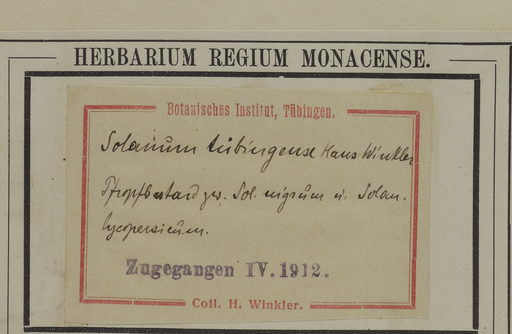 HERBARIUM REGIUM MONACENSE.
Botanisches Institut, Tübingen.
Solanum tubingense Hans Winkler
Pfropfbastard zw. Sol. nigrum u. Solan.
lycopersicum.
Zugegangen IV. 1912.
Coll. H. Winkler.